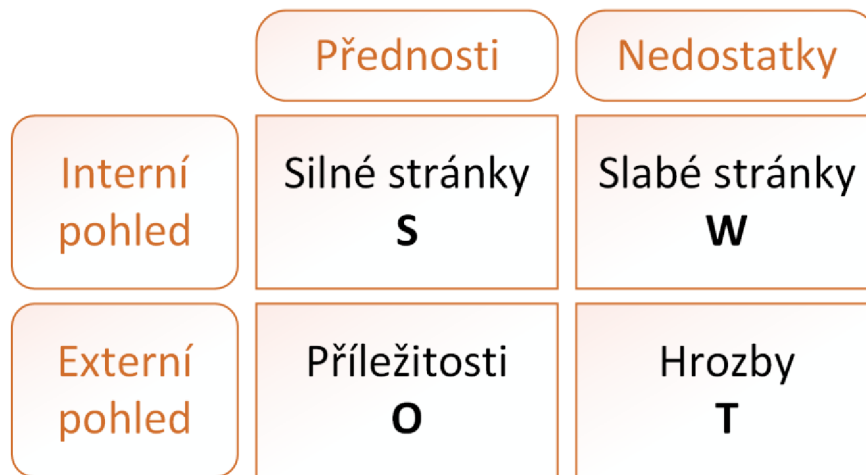 Přednosti Nedostatky
Interní
pohled
Silné stránky
S
Slabé stránky
W
Externí
pohled
Příležitosti
O
Hrozby
T